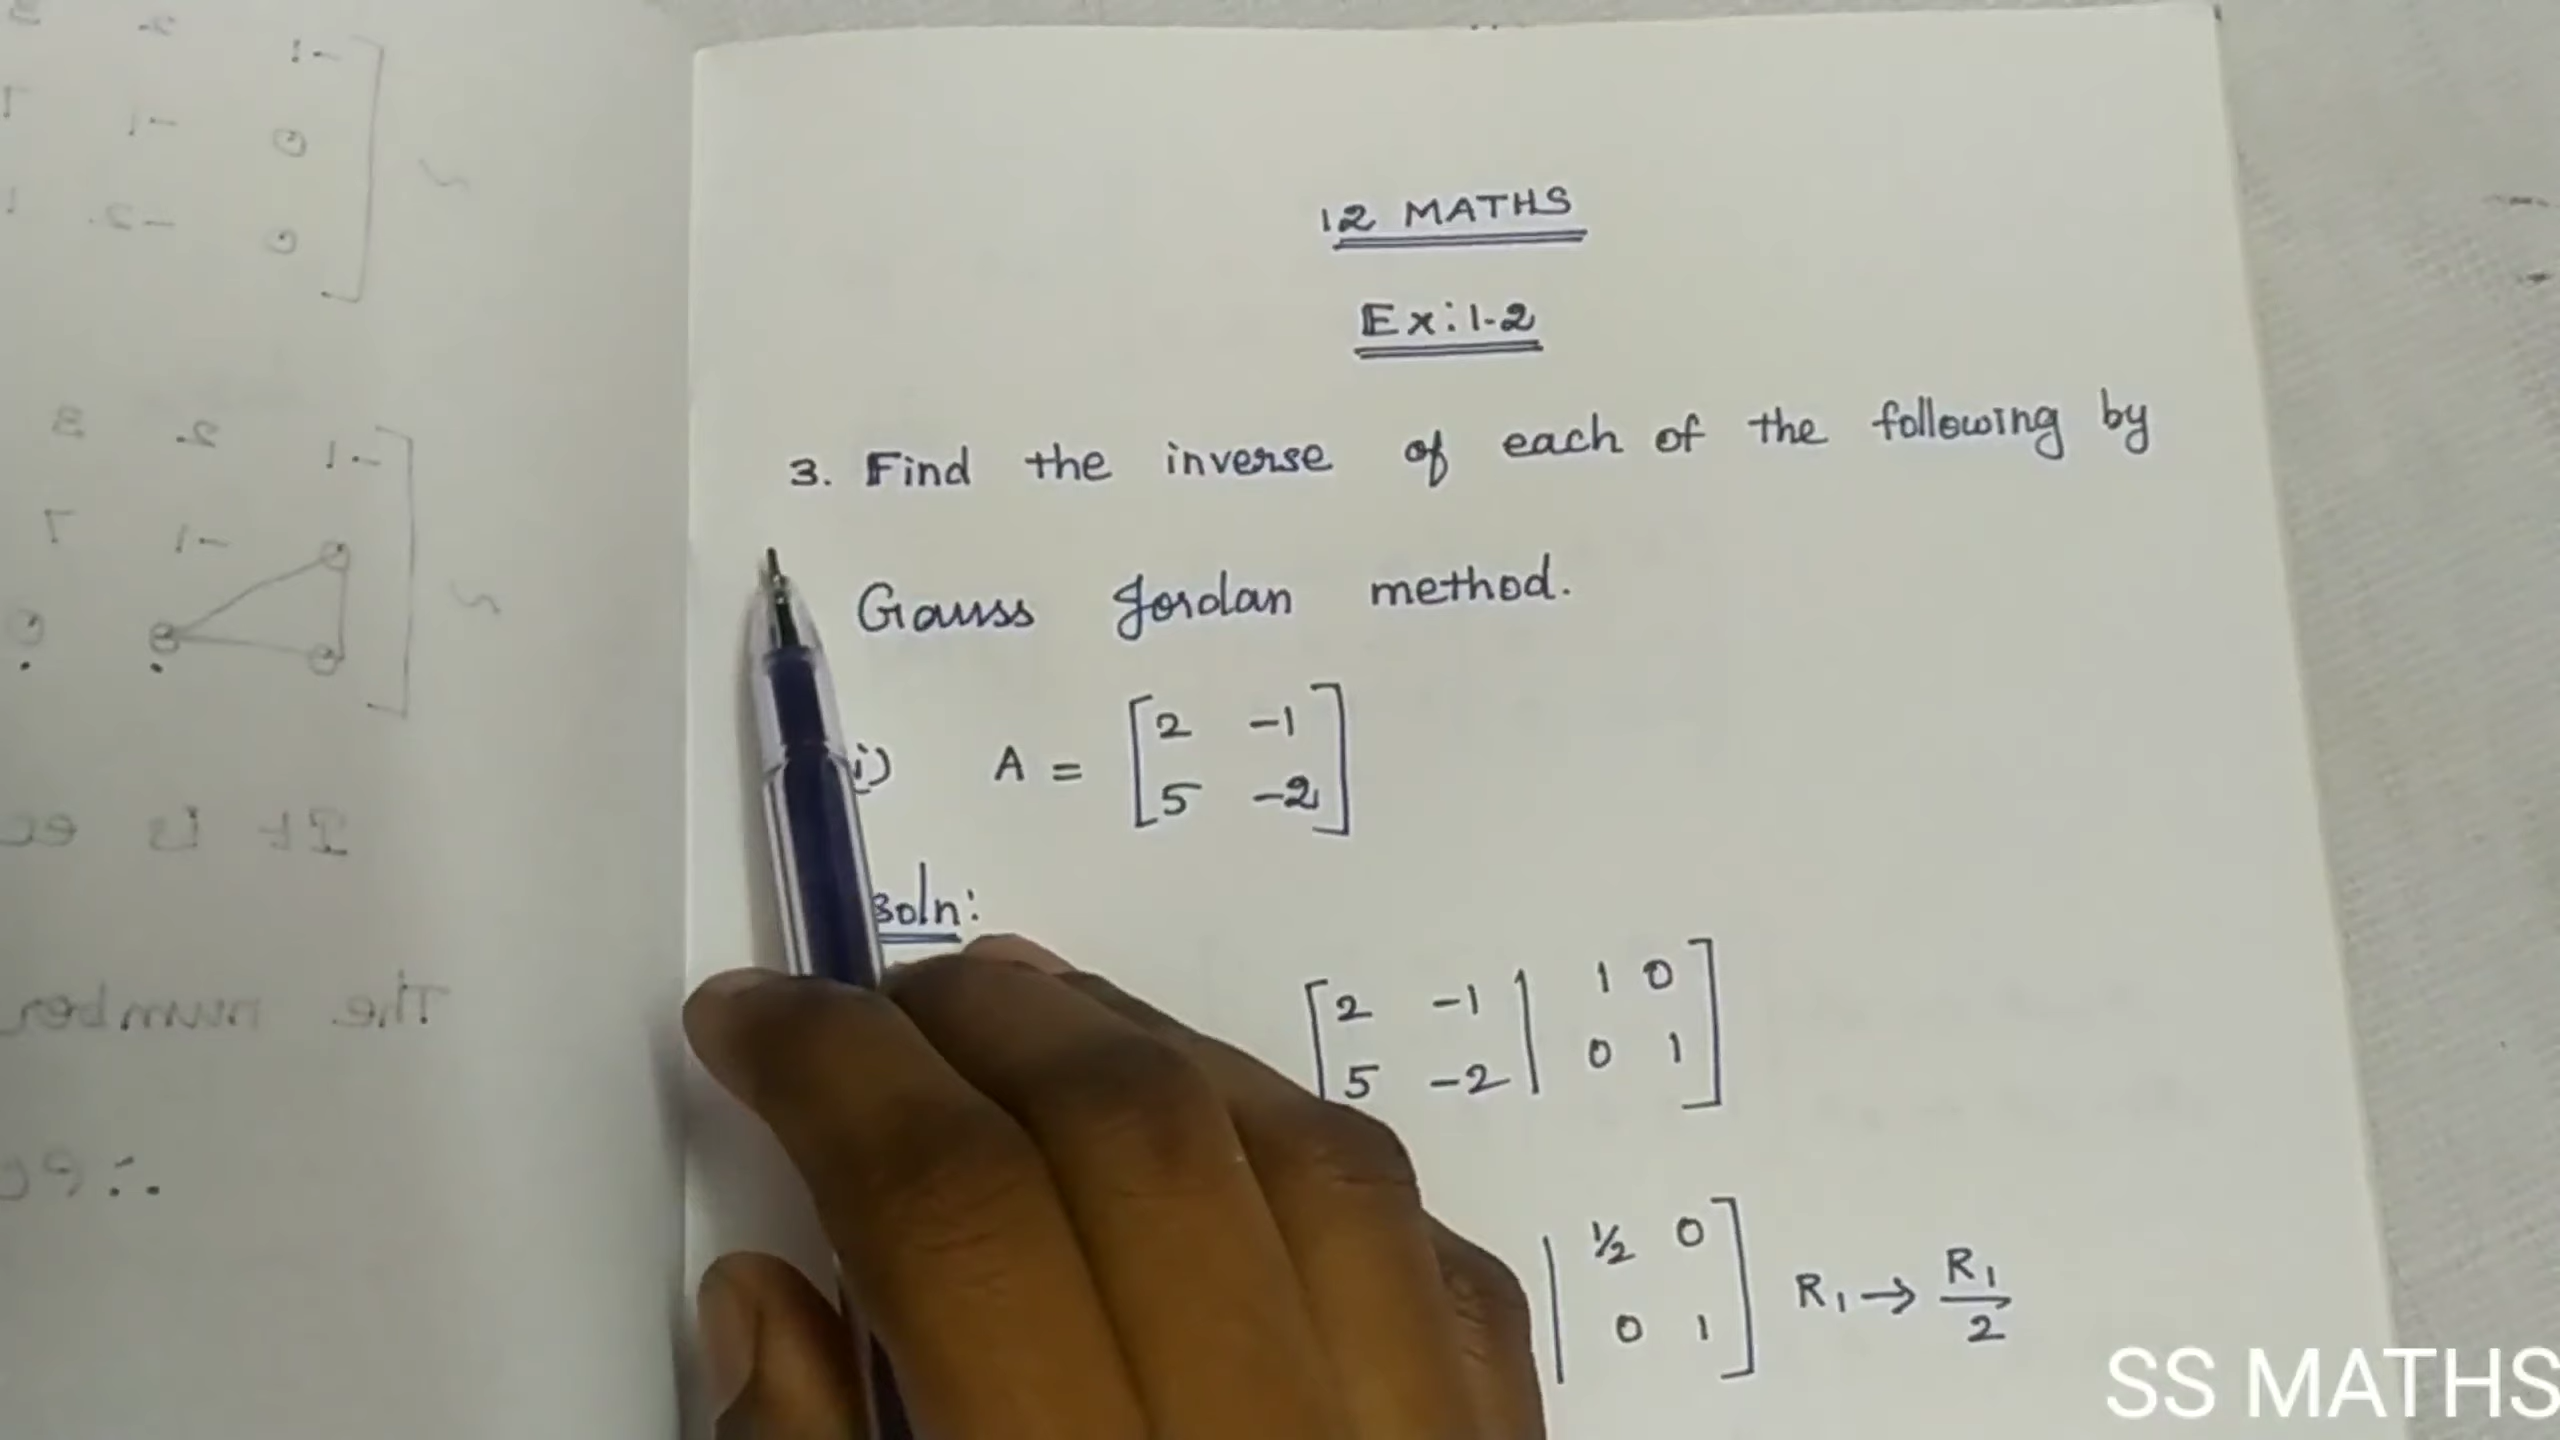 12 MATHS
Ex: 1.2
3. Find the inverse of each of the following by
Gauss Jordan method.
i) A = [2 -1
5 -2]
Soln:
[2 -1 | 1 0
5 -2 | 0 1]
| 1/2 0
0 1] R₁ → R₁/2
SS MATHS